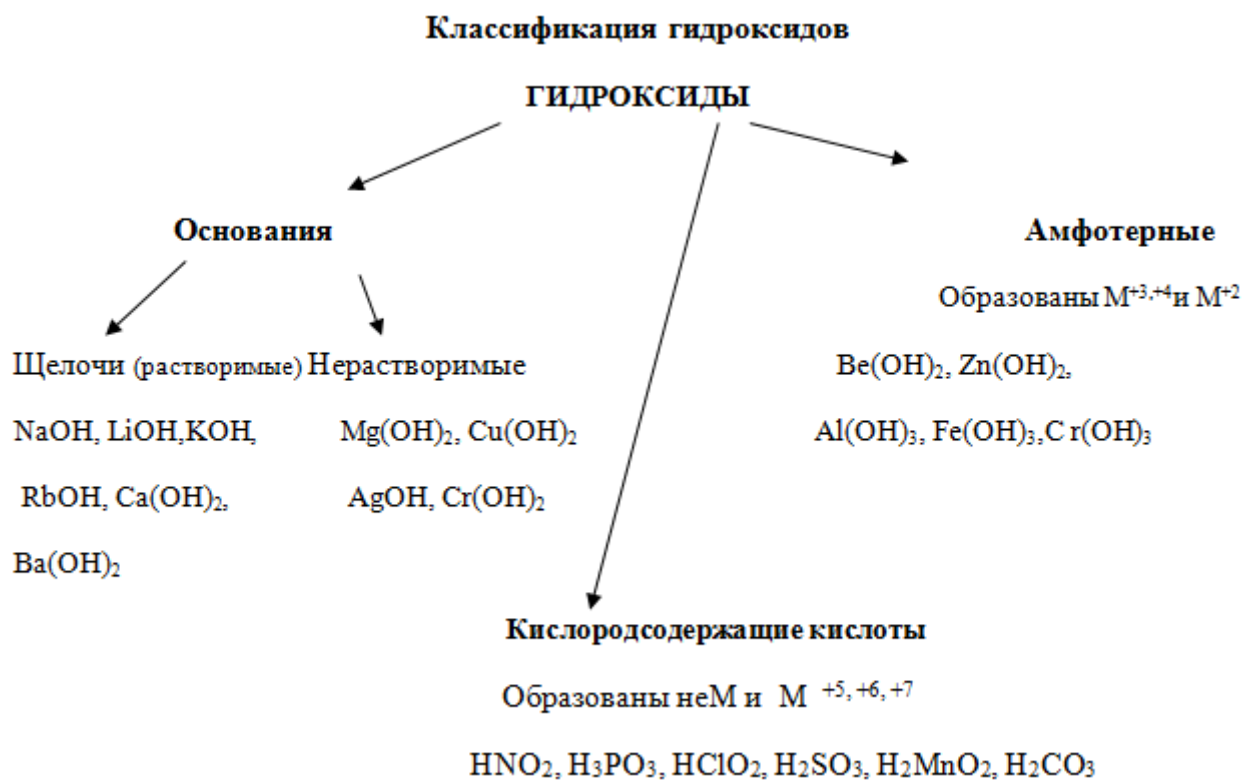 Классификация гидроксидов
ГИДРОКСИДЫ
Основания
Амфотерные
Образованы М⁺³,⁺⁴и М⁺²
Щелочи (растворимые) Нерастворимые
Be(OH)₂, Zn(OH)₂,
NaOH, LiOH,KOH,
Mg(OH)₂, Cu(OH)₂
Al(OH)₃, Fe(OH)₃,C r(OH)₃
RbOH, Ca(OH)₂,
AgOH, Cr(OH)₂
Ba(OH)₂
Кислородсодержащие кислоты
Образованы неМ и М ⁺⁵, ⁺⁶, ⁺⁷
HNO₂, H₃PO₃, HClO₂, H₂SO₃, H₂MnO₂, H₂CO₃